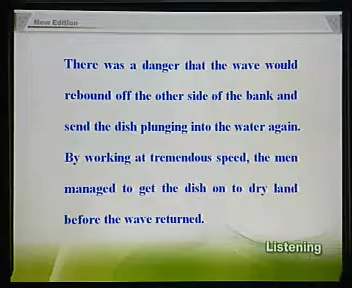 New Edition
There was a danger that the wave would
rebound off the other side of the bank and
send the dish plunging into the water again.
By working at tremendous speed, the men
managed to get the dish on to dry land
before the wave returned.
Listening